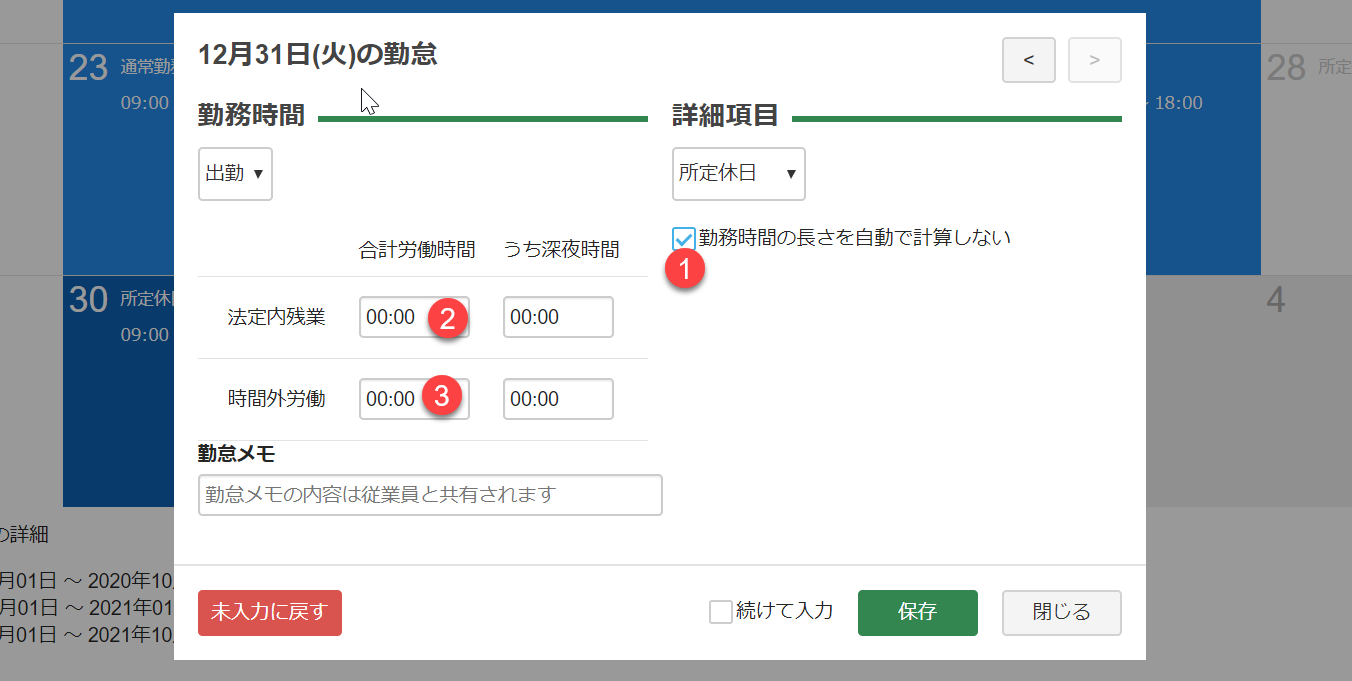 12月31日(火)の勤怠
<
>
勤務時間
詳細項目
出勤 ▼
所定休日 ▼
勤務時間の長さを自動で計算しない
1
合計労働時間 うち深夜時間
法定内残業 00:00 2 00:00
時間外労働 00:00 3 00:00
勤怠メモ
勤怠メモの内容は従業員と共有されます
未入力に戻す
続けて入力
保存
閉じる
23 通常勤
09:00
18:00
28 所定
30 所定休
09:00
4
の詳細
月01日 ～ 2020年10
月01日 ～ 2021年01
月01日 ～ 2021年10